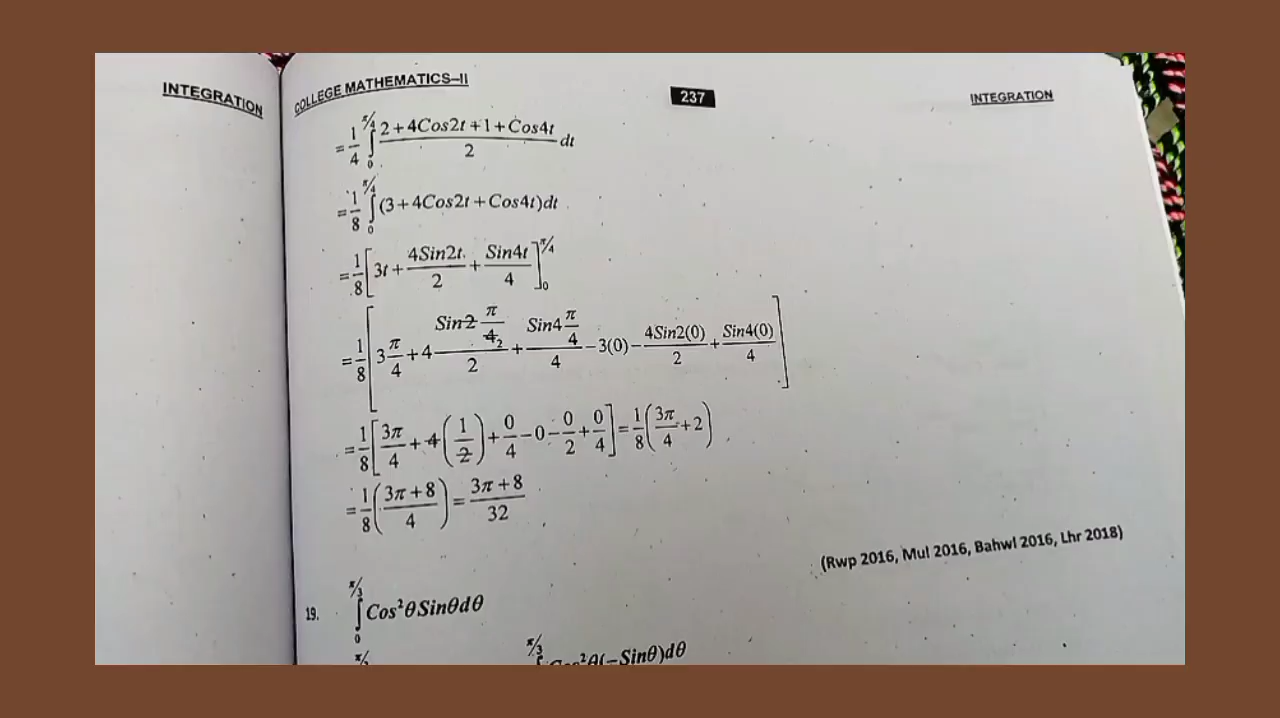 INTEGRATION
COLLEGE MATHEMATICS–II 237 INTEGRATION
= 1/4 ∫₀^{π/4} (2+4Cos2t+1+Cos4t)/2 dt
= 1/8 ∫₀^{π/4} (3+4Cos2t+Cos4t)dt
= 1/8 [3t + 4Sin2t/2 + Sin4t/4]₀^{π/4}
= 1/8 [3 π/4 + 4 (Sin2 π/4₂)/2 + (Sin4 π/4)/4 − 3(0) − 4Sin2(0)/2 + Sin4(0)/4]
= 1/8 [3π/4 + 4(1/2) + 0/4 − 0 − 0/2 + 0/4] = 1/8 (3π/4 + 2)
= 1/8 ((3π+8)/4) = (3π+8)/32
(Rwp 2016, Mul 2016, Bahwl 2016, Lhr 2018)
19. ∫₀^{π/3} Cos²θSinθdθ
π/3 ∫ Cos²θ(−Sinθ)dθ